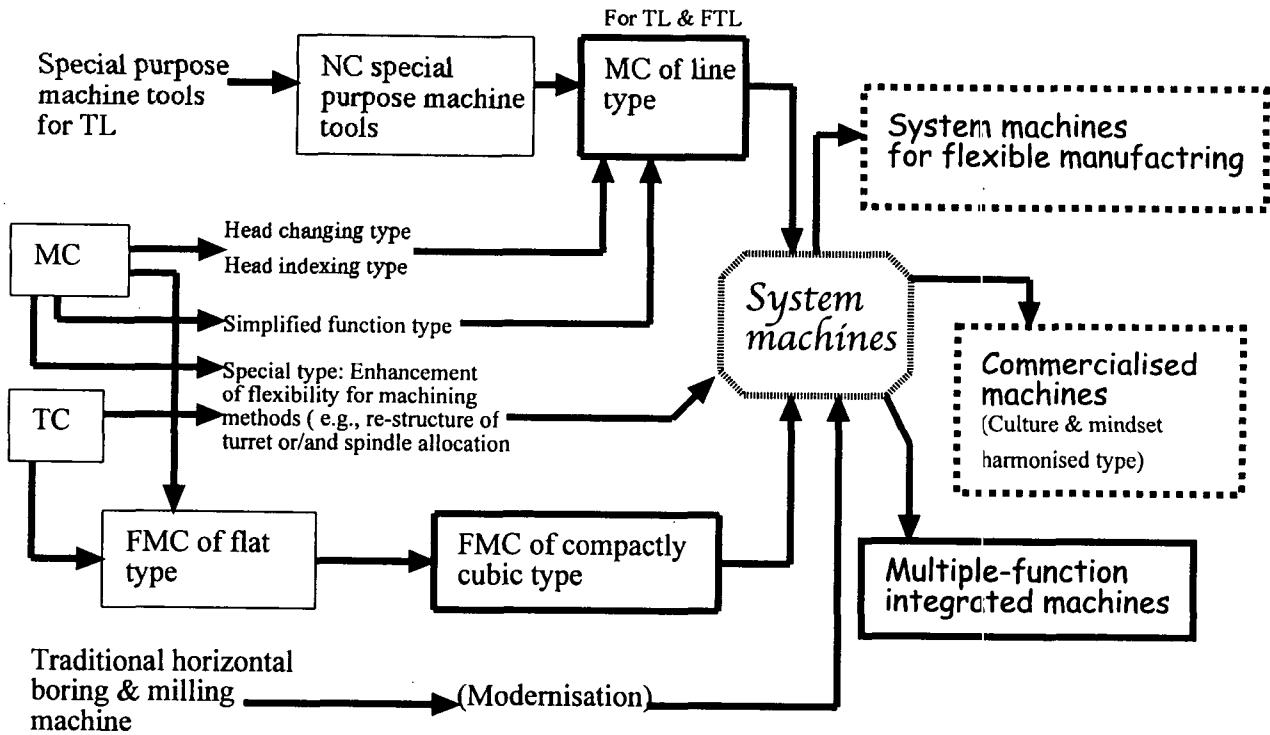 For TL & FTL
Special purpose
machine tools
for TL
NC special
purpose machine
tools
MC of line
type
System machines
for flexible manufactring
MC
Head changing type
Head indexing type
Simplified function type
Special type: Enhancement
of flexibility for machining
methods ( e.g., re-structure of
turret or/and spindle allocation
TC
System
machines
Commercialised
machines
(Culture & mindset
harmonised type)
FMC of flat
type
FMC of compactly
cubic type
Multiple-function
integrated machines
Traditional horizontal
boring & milling
machine
(Modernisation)